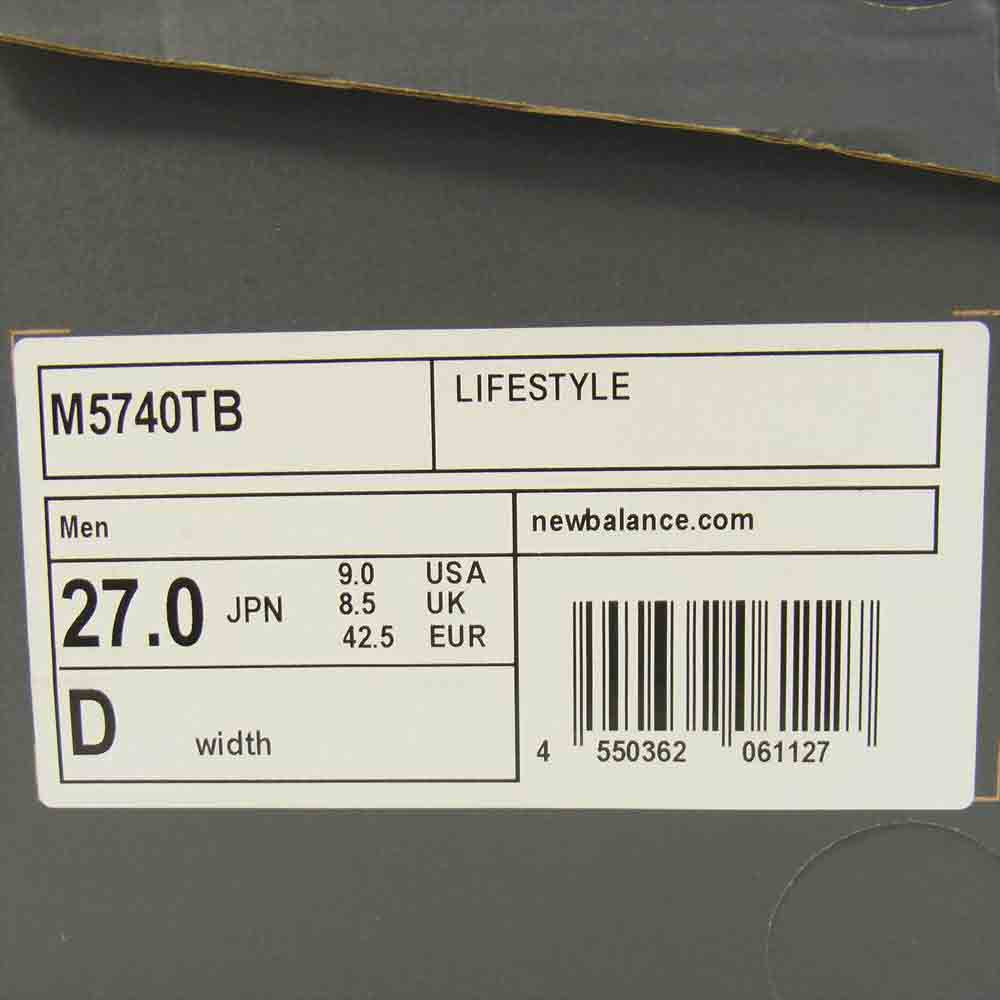 M5740TB
LIFESTYLE
Men
newbalance.com
27.0 JPN
9.0 USA
8.5 UK
42.5 EUR
D width
4 550362 061127